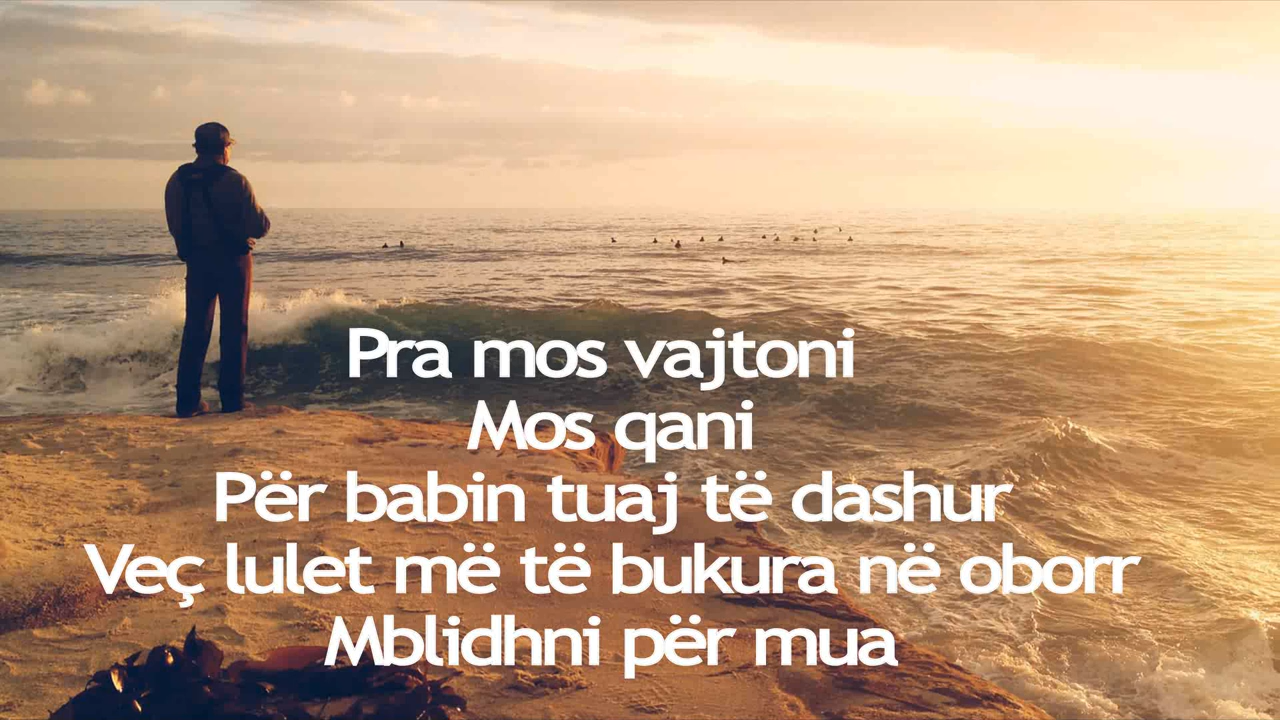 Pra mos vajtoni
Mos qani
Për babin tuaj të dashur
Veç lulet më të bukura në oborr
Mblidhni për mua